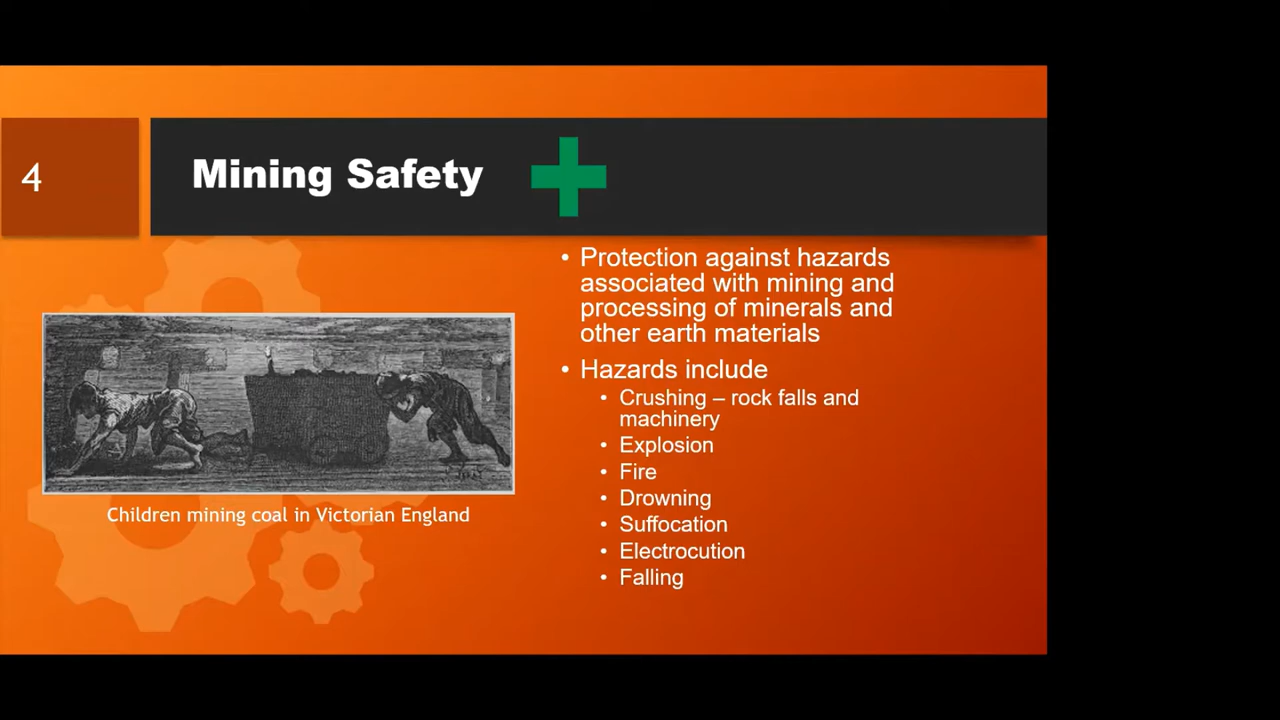 4
Mining Safety
• Protection against hazards
associated with mining and
processing of minerals and
other earth materials
• Hazards include
• Crushing – rock falls and
machinery
• Explosion
• Fire
• Drowning
• Suffocation
• Electrocution
• Falling
Children mining coal in Victorian England